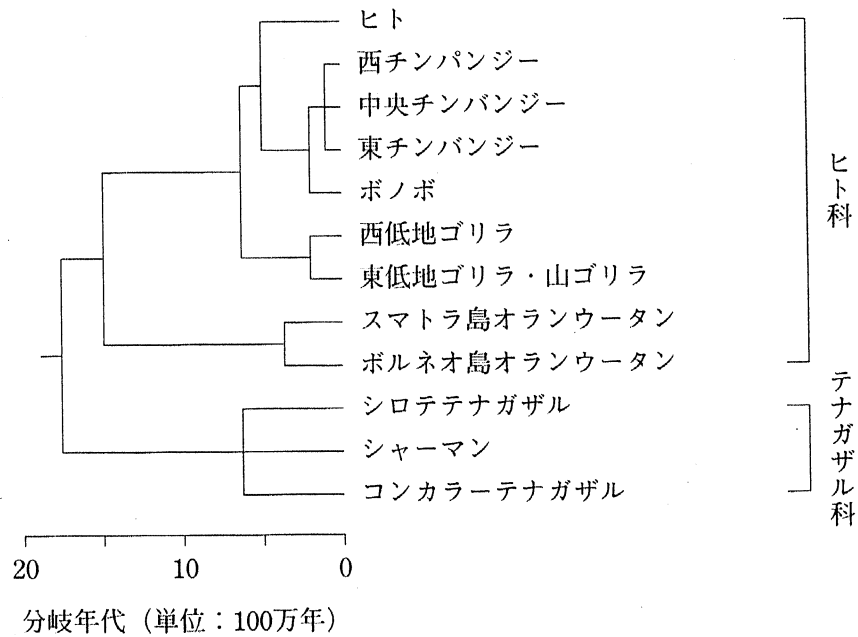 ヒト
西チンパンジー
中央チンバンジー
東チンバンジー
ボノボ
西低地ゴリラ
東低地ゴリラ・山ゴリラ
スマトラ島オランウータン
ボルネオ島オランウータン
シロテテナガザル
シャーマン
コンカラーテナガザル
ヒト科
テナガザル科
20 10 0
分岐年代（単位：100万年）